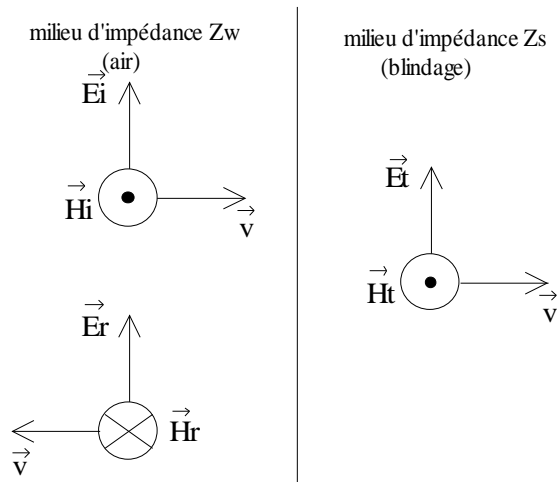 milieu d'impédance Zw
(air)
Ei
Hi
v
Er
Hr
v
milieu d'impédance Zs
(blindage)
Et
Ht
v